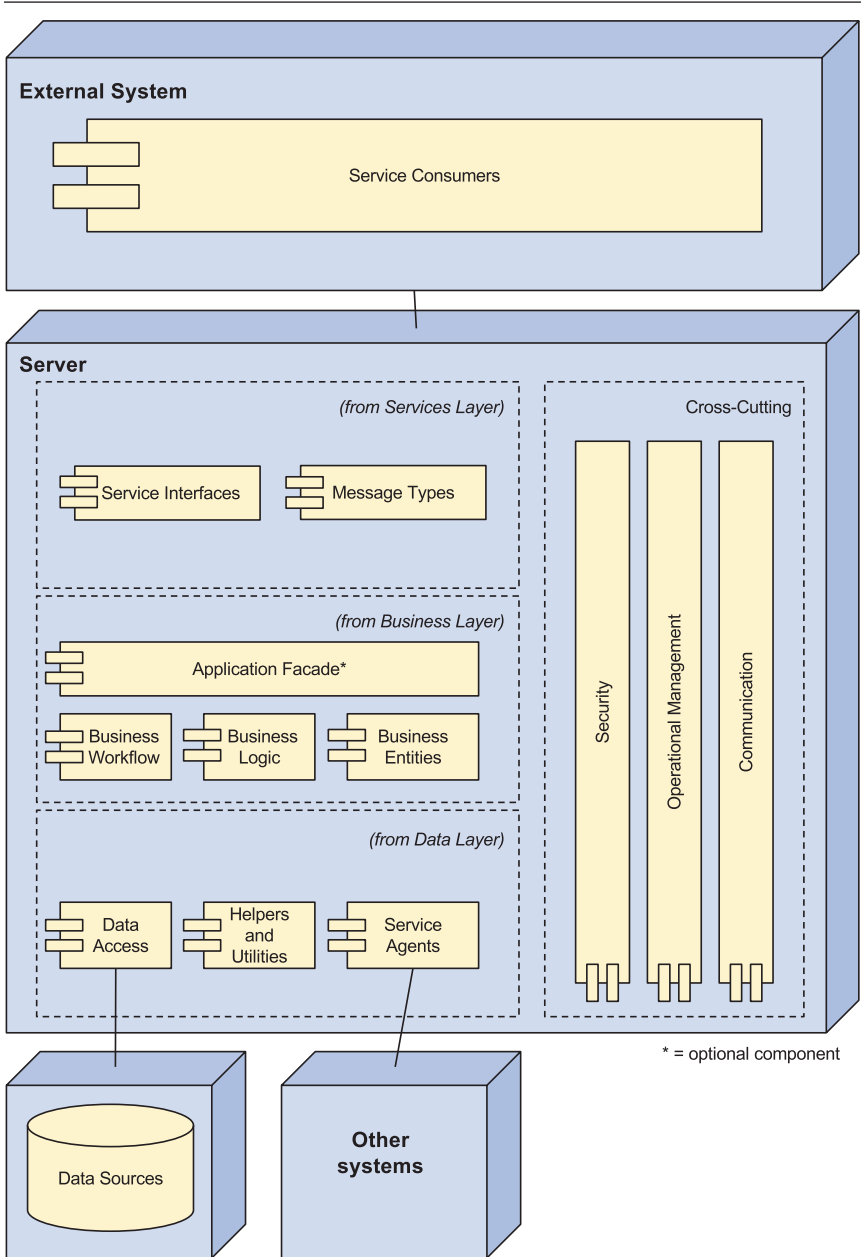 External System
Service Consumers
Server
(from Services Layer)
Service Interfaces
Message Types
(from Business Layer)
Application Facade*
Business
Workflow
Business
Logic
Business
Entities
(from Data Layer)
Data
Access
Helpers
and
Utilities
Service
Agents
Cross-Cutting
Security
Operational Management
Communication
* = optional component
Data Sources
Other
systems